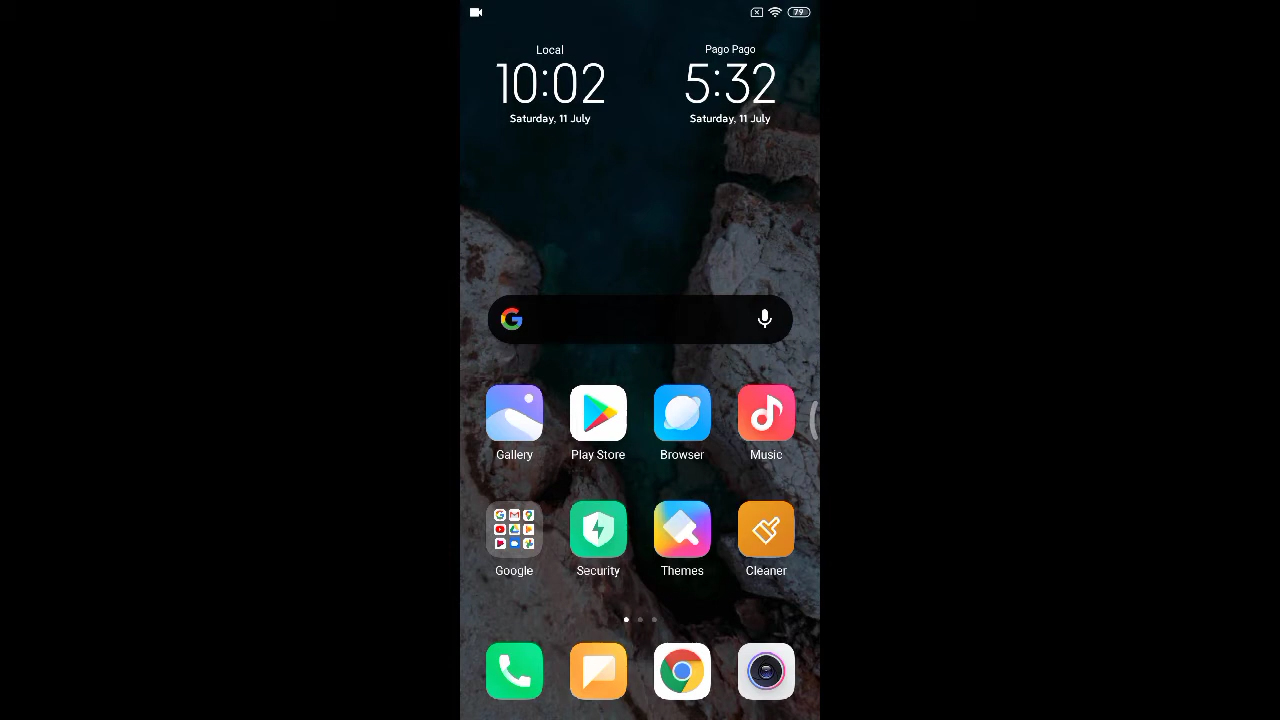 79
Local
Pago Pago
10:02
5:32
Saturday, 11 July
Saturday, 11 July
Gallery
Play Store
Browser
Music
Google
Security
Themes
Cleaner